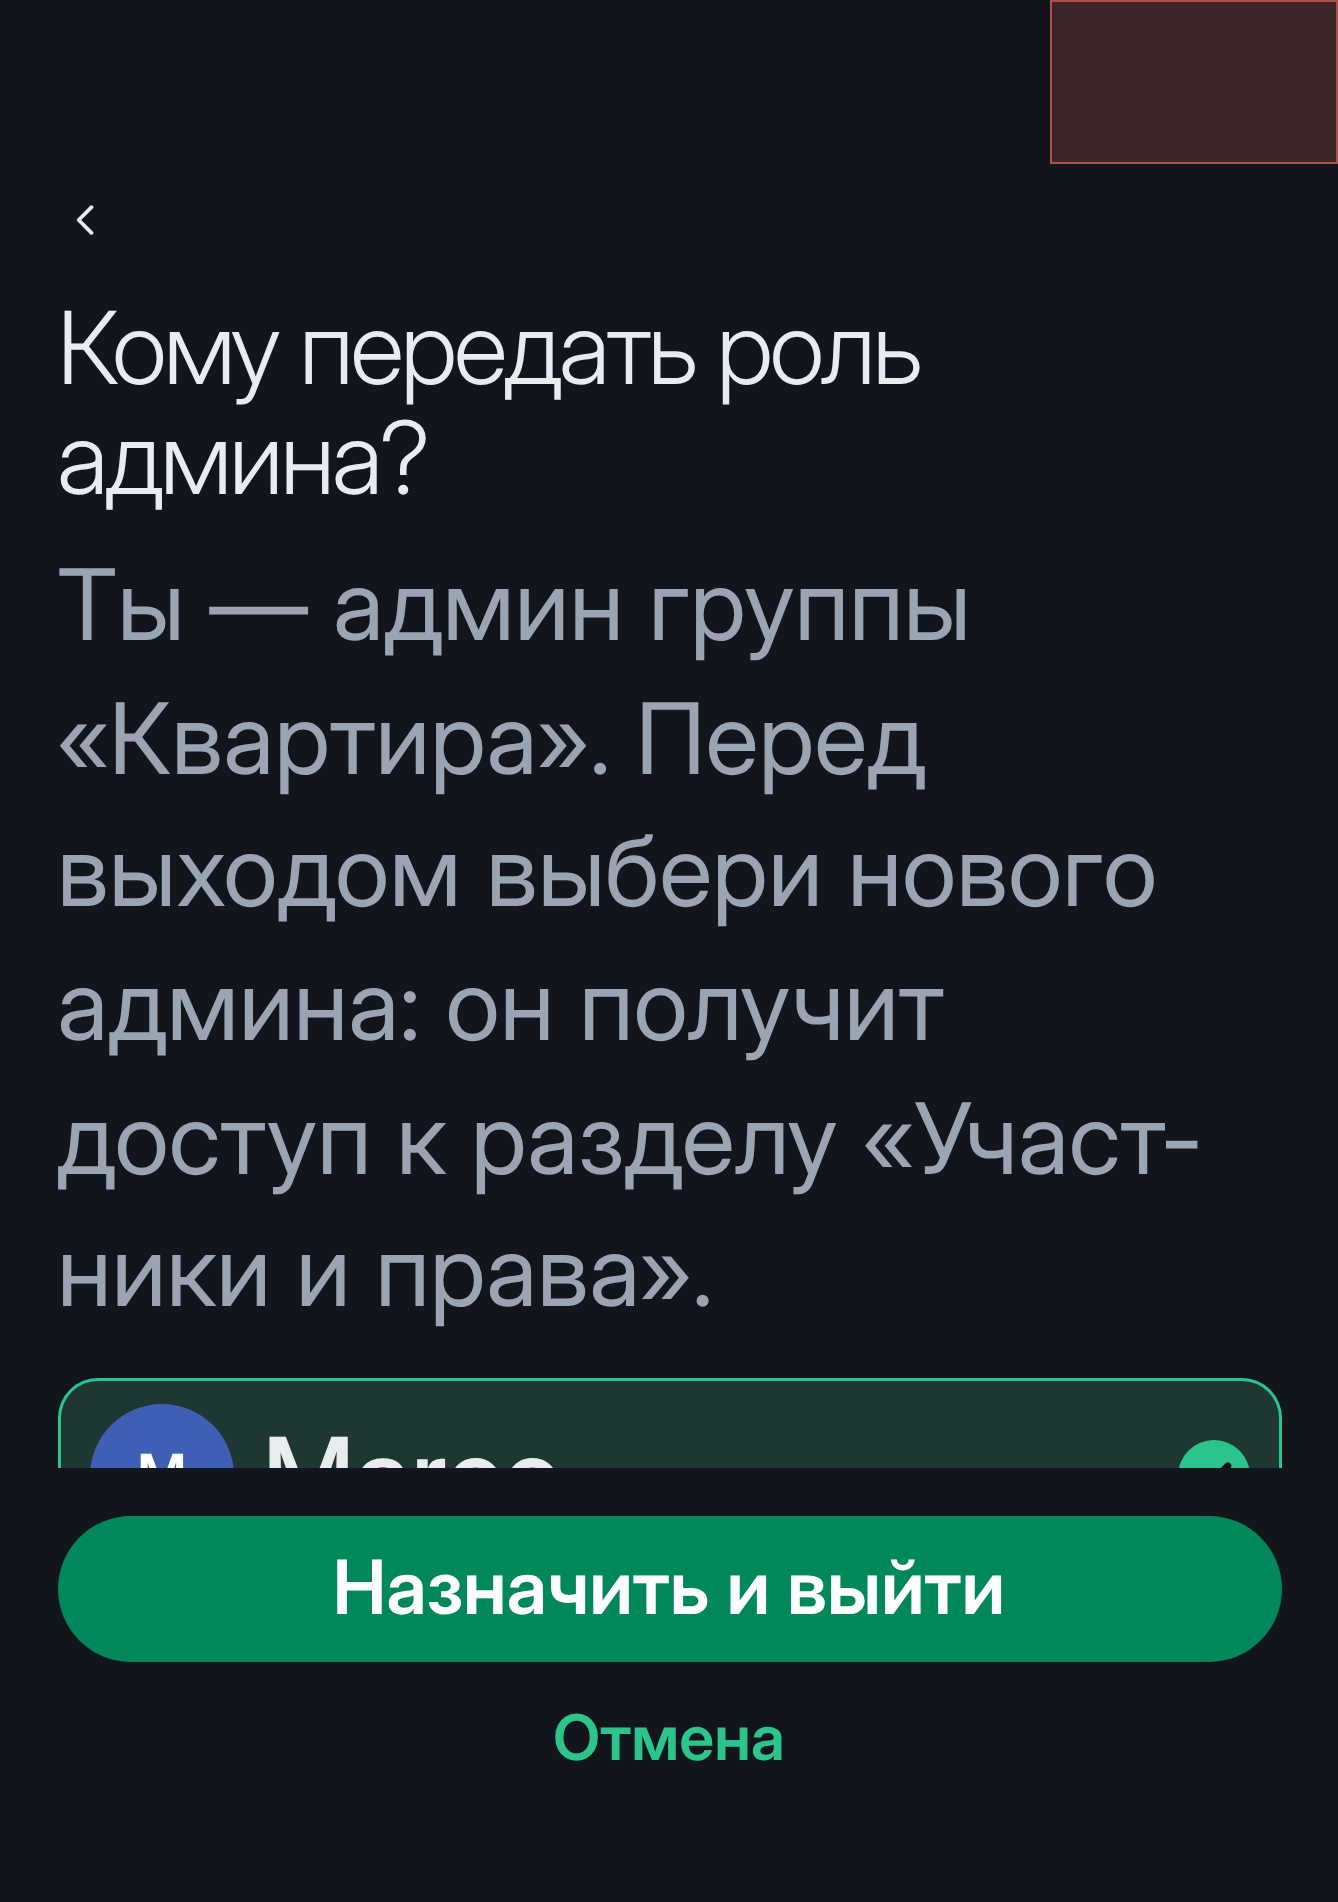 Кому передать роль
админа?
Ты — админ группы
«Квартира». Перед
выходом выбери нового
админа: он получит
доступ к разделу «Участ-
ники и права».
Назначить и выйти
Отмена